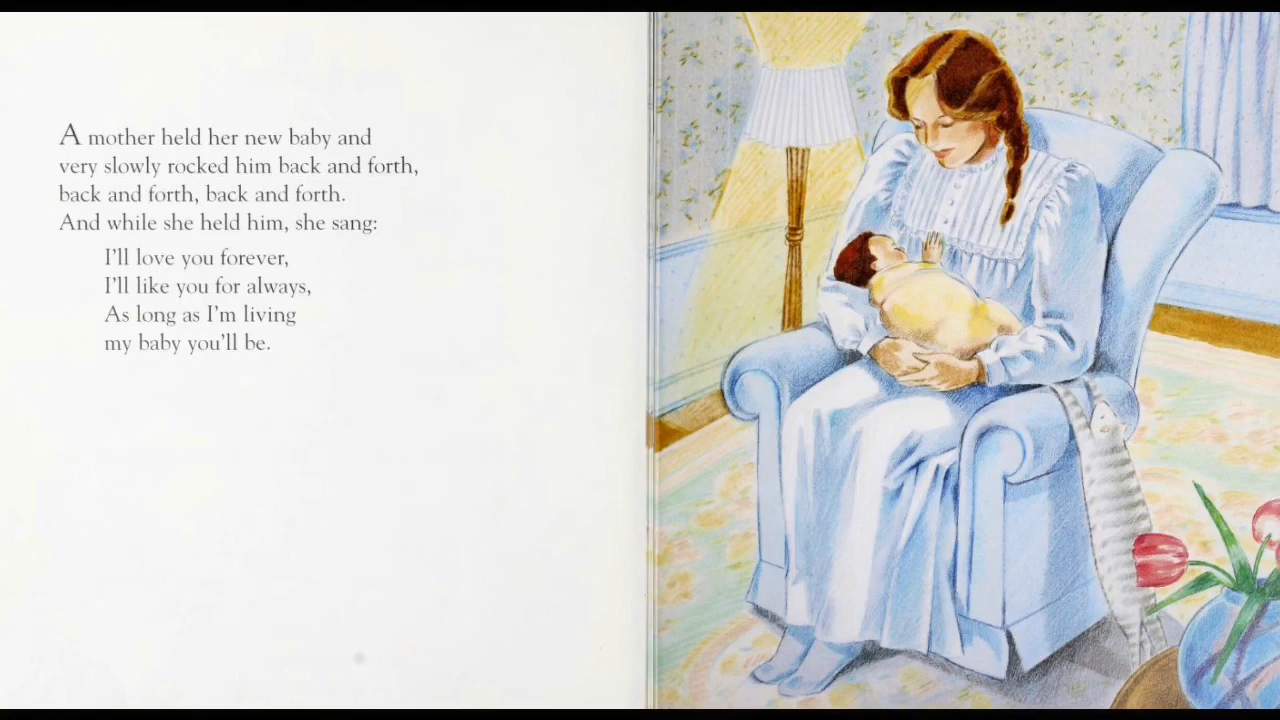 A mother held her new baby and
very slowly rocked him back and forth,
back and forth, back and forth.
And while she held him, she sang:
I'll love you forever,
I'll like you for always,
As long as I'm living
my baby you'll be.